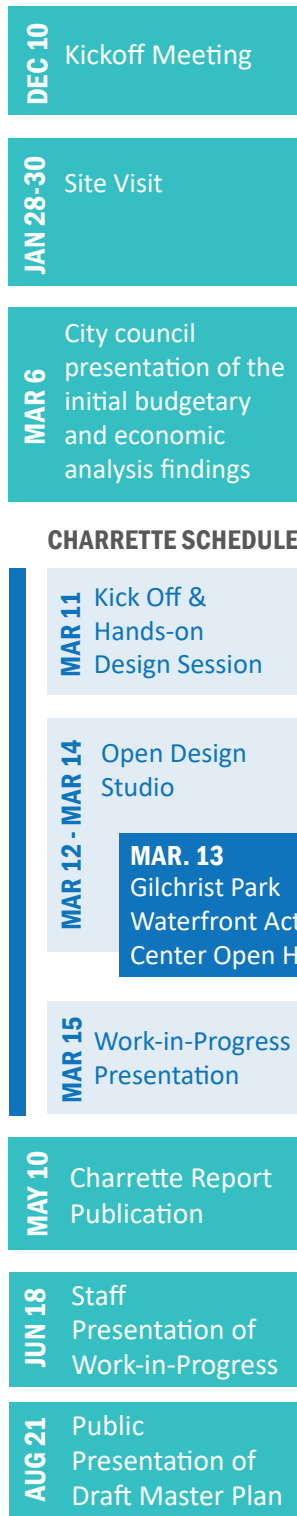 DEC 10
Kickoff Meeting
JAN 28-30
Site Visit
MAR 6
City council
presentation of the
initial budgetary
and economic
analysis findings
CHARRETTE SCHEDULE
MAR 11
Kick Off &
Hands-on
Design Session
MAR 12 - MAR 14
Open Design
Studio
MAR. 13
Gilchrist Park
Waterfront
Center Open
MAR 15
Work-in-Progress
Presentation
MAY 10
Charrette Report
Publication
JUN 18
Staff
Presentation of
Work-in-Progress
AUG 21
Public
Presentation of
Draft Master Plan